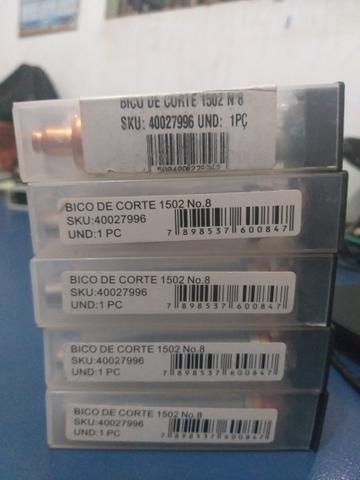 BICO DE CORTE 1502 N 8
SKU: 40027996 UND: 1PÇ
BICO DE CORTE 1502 No.8
SKU:40027996
UND:1 PC
7 898537 600847
BICO DE CORTE 1502 No.8
SKU:40027996
UND:1 PC
7 898537 600847
BICO DE CORTE 1502 No.8
SKU:40027996
UND:1 PC
7 898537 600847
BICO DE CORTE 1502 No.8
SKU:40027996
UND:1 PC
7 898537 600847